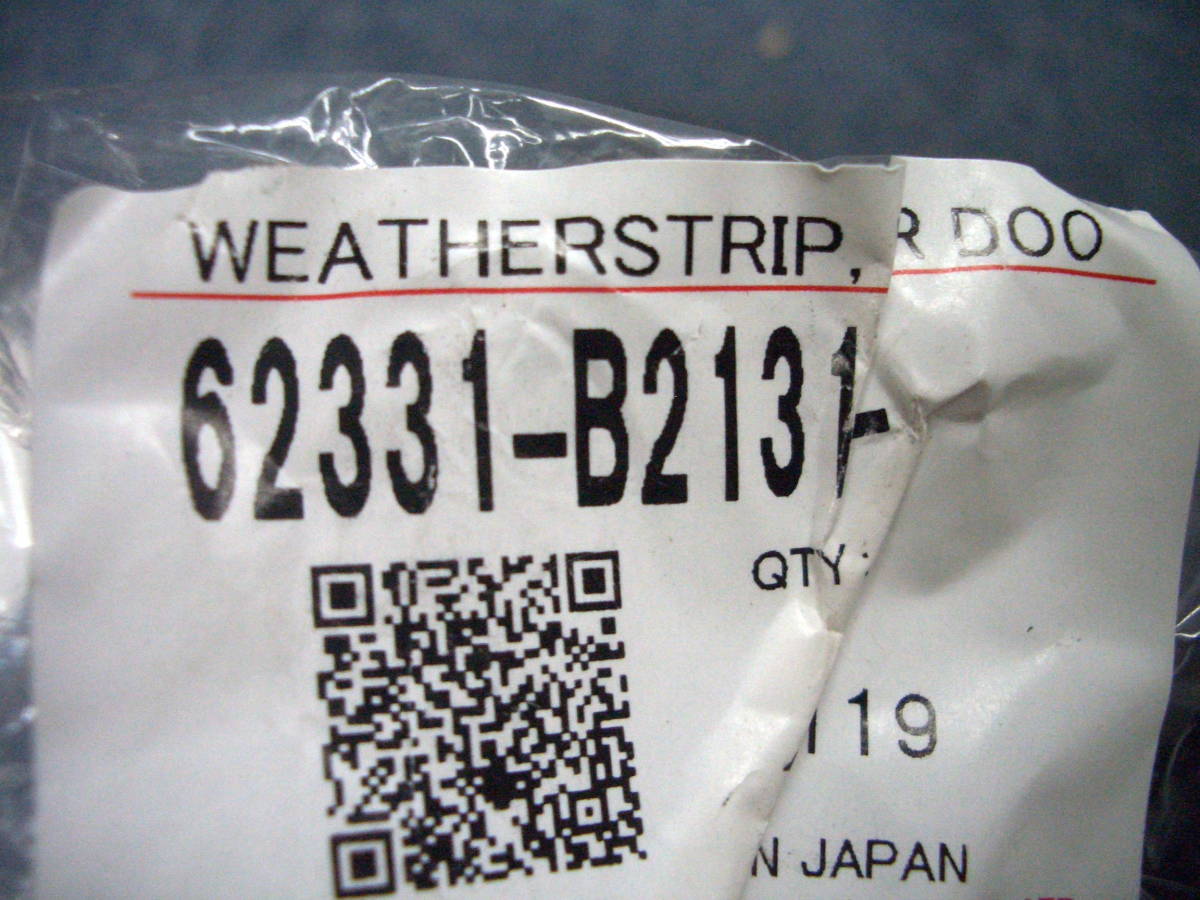 WEATHERSTRIP, R DOO
62331-B2131-
QTY :
119
N JAPAN